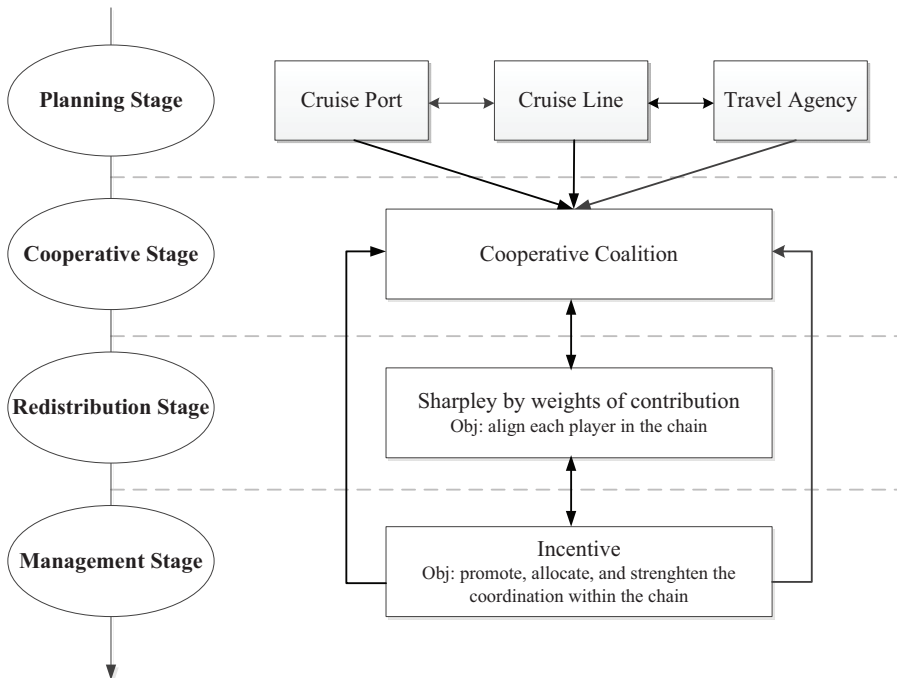 Planning Stage
Cruise Port
Cruise Line
Travel Agency
Cooperative Stage
Cooperative Coalition
Redistribution Stage
Sharpley by weights of contribution
Obj: align each player in the chain
Management Stage
Incentive
Obj: promote, allocate, and strenghten the
coordination within the chain